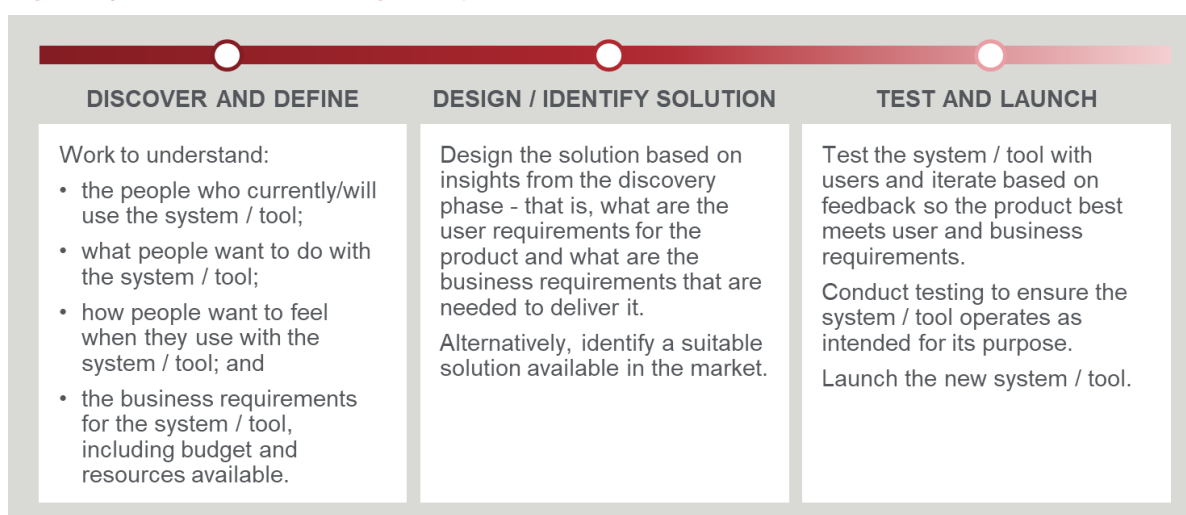 DISCOVER AND DEFINE
Work to understand:
• the people who currently/will
use the system / tool;
• what people want to do with
the system / tool;
• how people want to feel
when they use with the
system / tool; and
• the business requirements
for the system / tool,
including budget and
resources available.
DESIGN / IDENTIFY SOLUTION
Design the solution based on
insights from the discovery
phase - that is, what are the
user requirements for the
product and what are the
business requirements that are
needed to deliver it.
Alternatively, identify a suitable
solution available in the market.
TEST AND LAUNCH
Test the system / tool with
users and iterate based on
feedback so the product best
meets user and business
requirements.
Conduct testing to ensure the
system / tool operates as
intended for its purpose.
Launch the new system / tool.